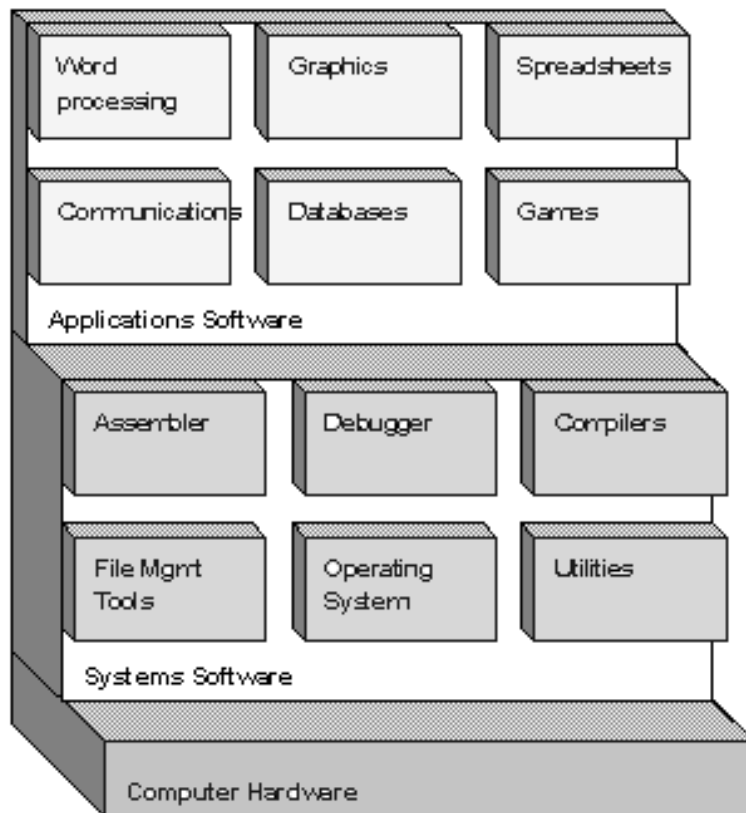 Word
processing
Graphics
Spreadsheets
Communications
Databases
Games
Applications Software
Assembler
Debugger
Compilers
File Mgmt
Tools
Operating
System
Utilities
Systems Software
Computer Hardware